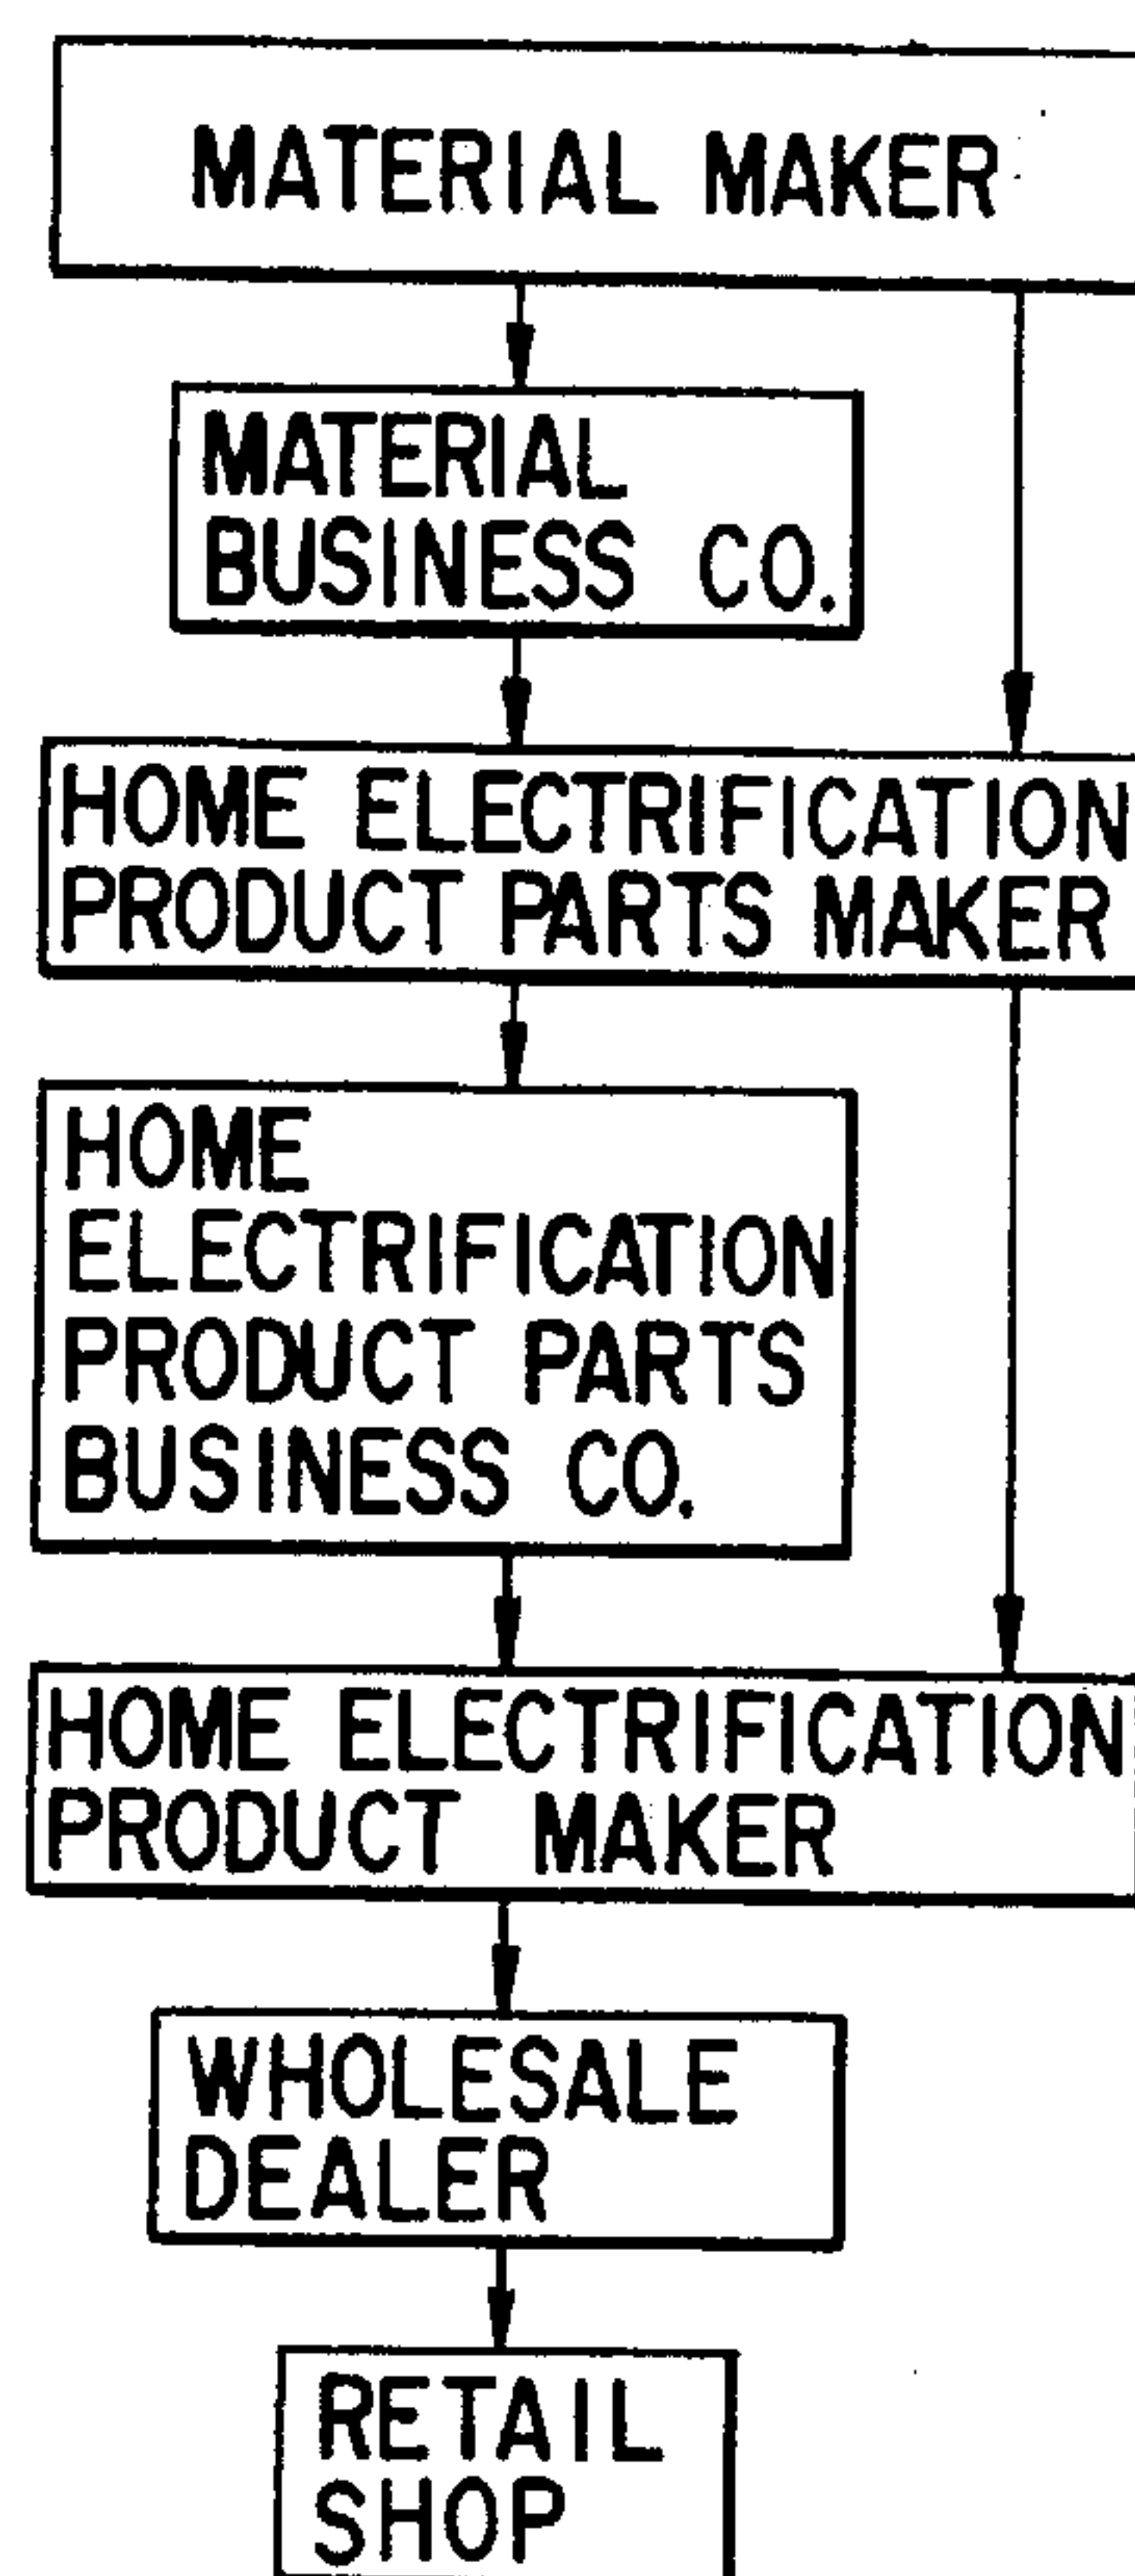 MATERIAL MAKER
MATERIAL
BUSINESS CO.
HOME ELECTRIFICATION
PRODUCT PARTS MAKER
HOME
ELECTRIFICATION
PRODUCT PARTS
BUSINESS CO.
HOME ELECTRIFICATION
PRODUCT MAKER
WHOLESALE
DEALER
RETAIL
SHOP